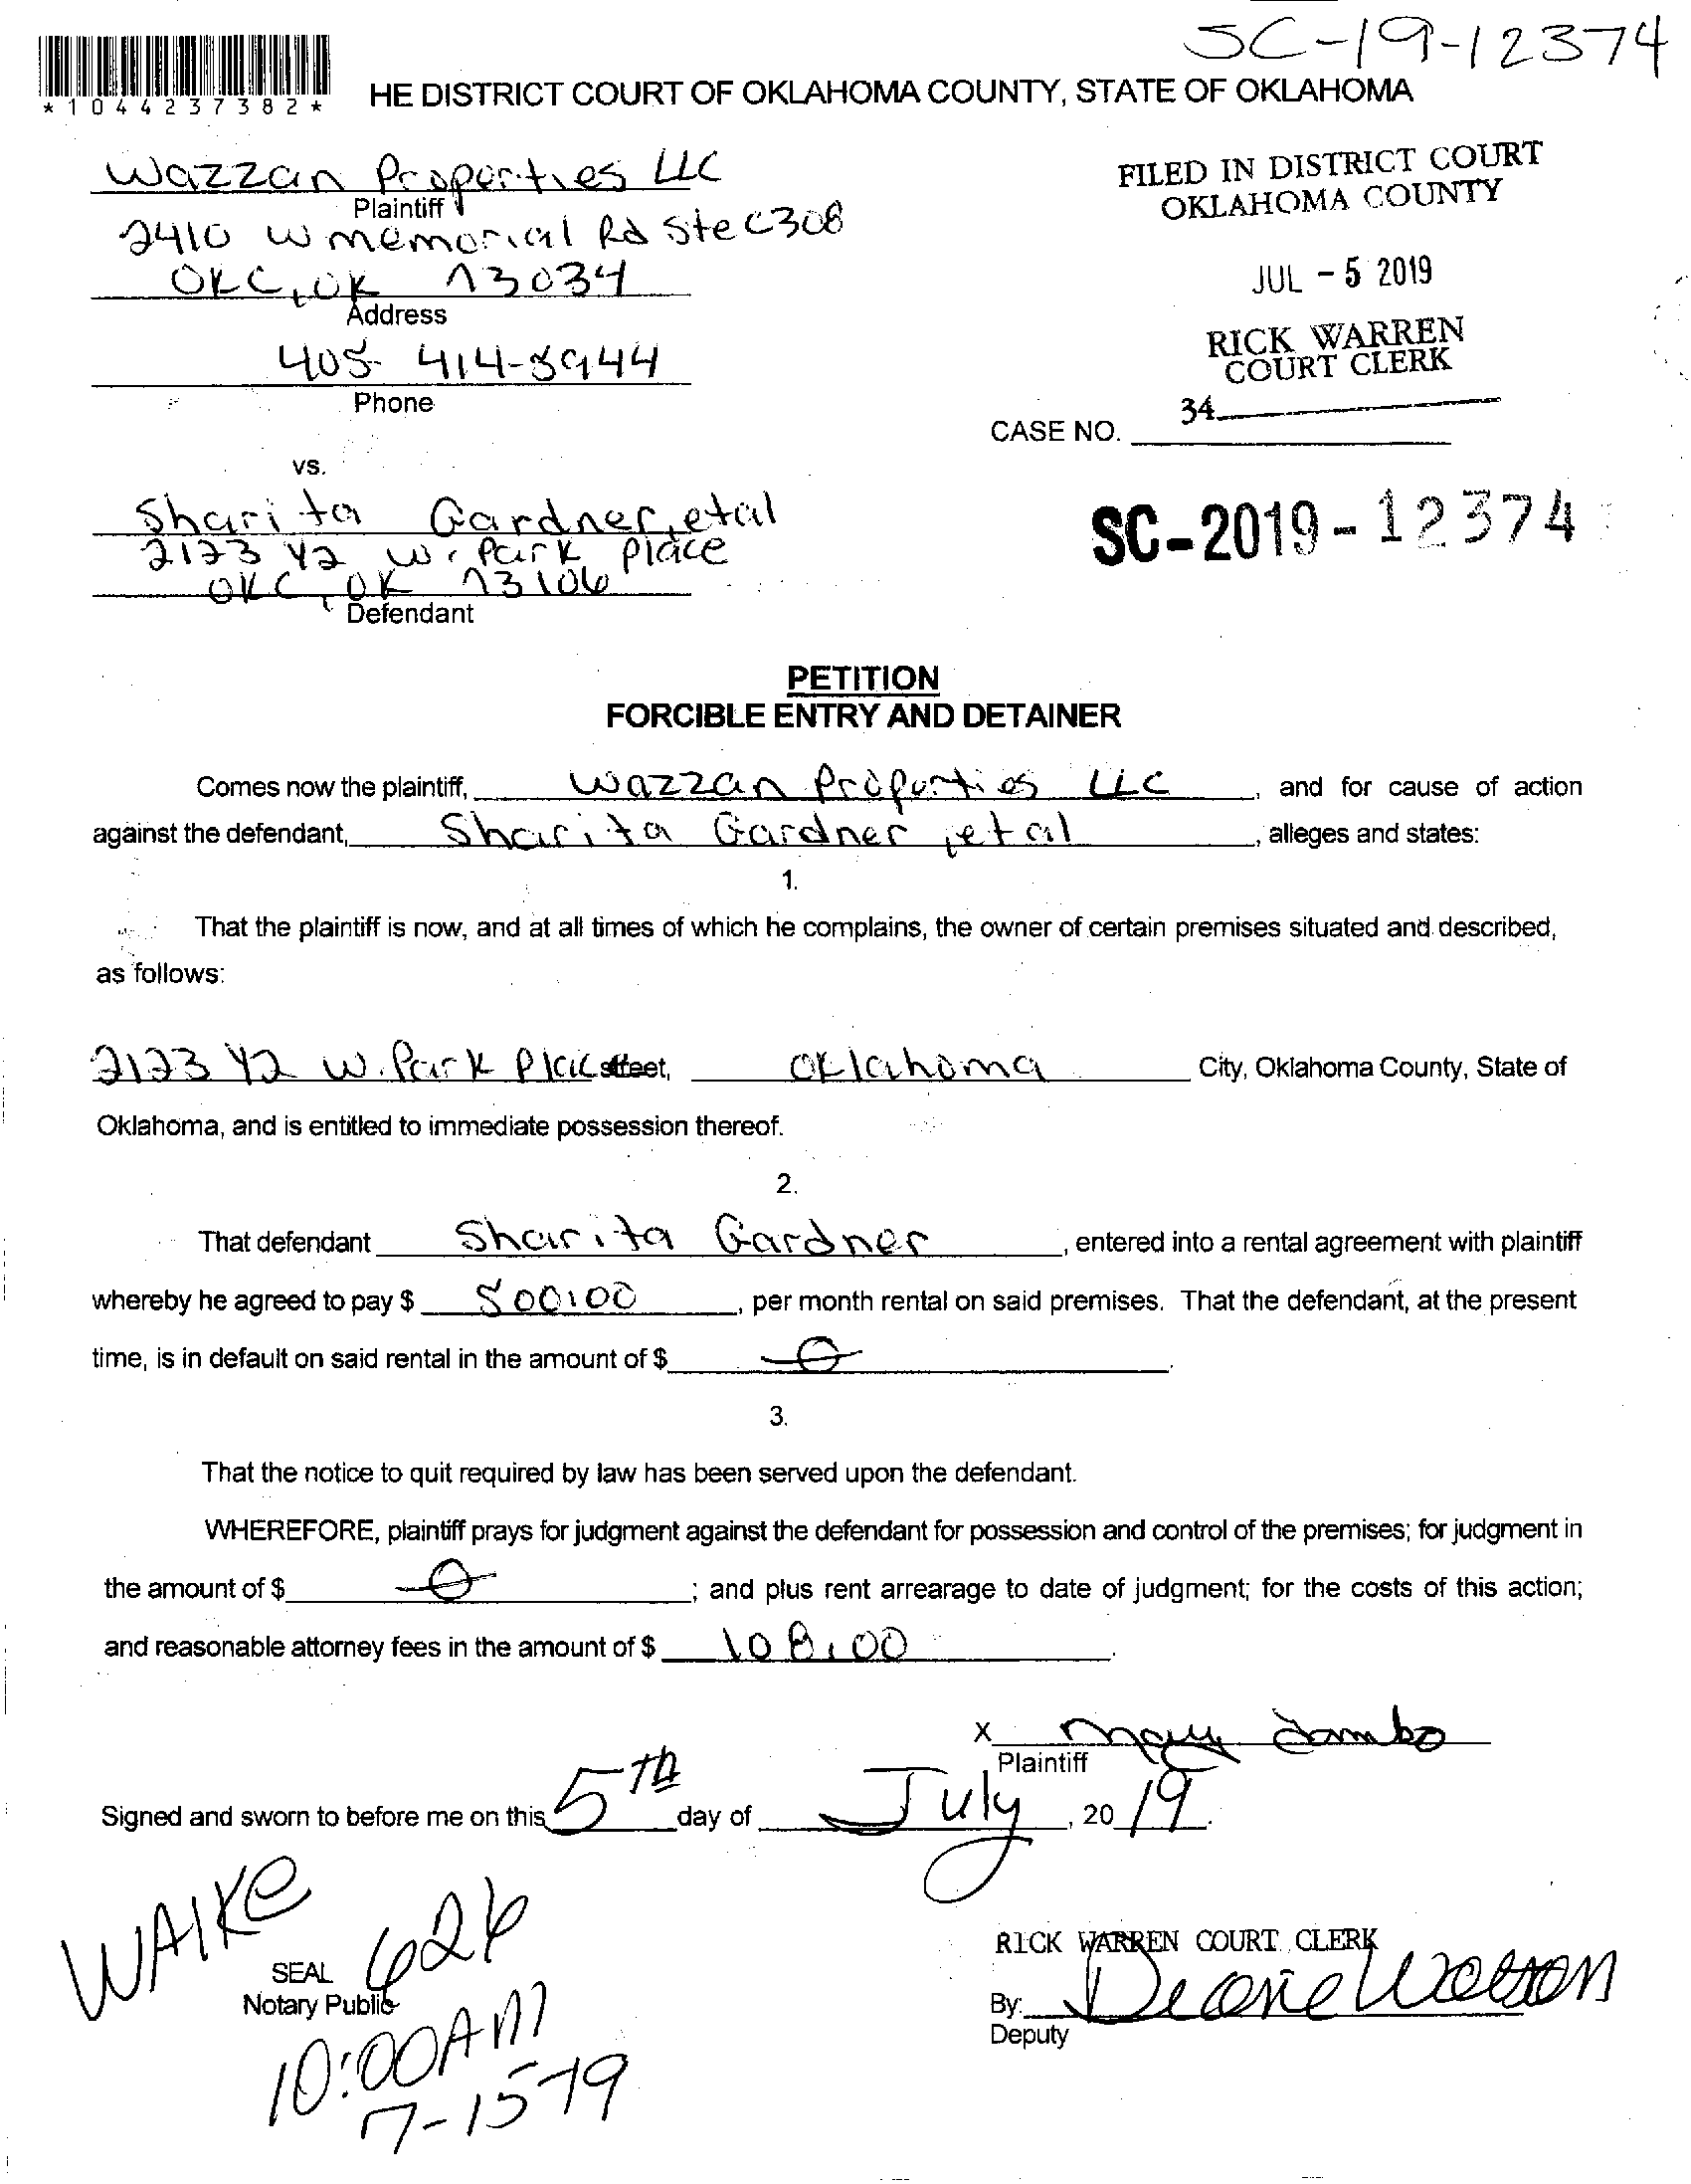 SC-19-12374
*1044237382*
HE DISTRICT COURT OF OKLAHOMA COUNTY, STATE OF OKLAHOMA
Wazzan Properties LLC
Plaintiff
2410 W memorial Rd Ste C308
OKC, OK 73034
Address
405- 414-8944
Phone
FILED IN DISTRICT COURT
OKLAHOMA COUNTY
JUL - 5 2019
RICK WARREN
COURT CLERK
34
CASE NO.
vs.
Sharita Gardner, etal
2123 1/2 W. Park Place
OKC, OK 73106
Defendant
SC-2019-12374
PETITION
FORCIBLE ENTRY AND DETAINER
Comes now the plaintiff, Wazzan Properties LLC, and for cause of action
against the defendant, Sharita Gardner, etal, alleges and states:
1.
That the plaintiff is now, and at all times of which he complains, the owner of certain premises situated and described,
as follows:
2123 1/2 W. Park Place street, Oklahoma City, Oklahoma County, State of
Oklahoma, and is entitled to immediate possession thereof.
2.
That defendant Sharita Gardner, entered into a rental agreement with plaintiff
whereby he agreed to pay $ 500.00, per month rental on said premises. That the defendant, at the present
time, is in default on said rental in the amount of $ 0.
3.
That the notice to quit required by law has been served upon the defendant.
WHEREFORE, plaintiff prays for judgment against the defendant for possession and control of the premises; for judgment in
the amount of $ 0; and plus rent arrearage to date of judgment; for the costs of this action;
and reasonable attorney fees in the amount of $ 108.00.
X Mary
Plaintiff
Signed and sworn to before me on this 5TH day of July, 2019.
WAlKe
626
SEAL
Notary Public
10:00AM
7-15-19
RICK WARREN COURT CLERK
By:
Deputy